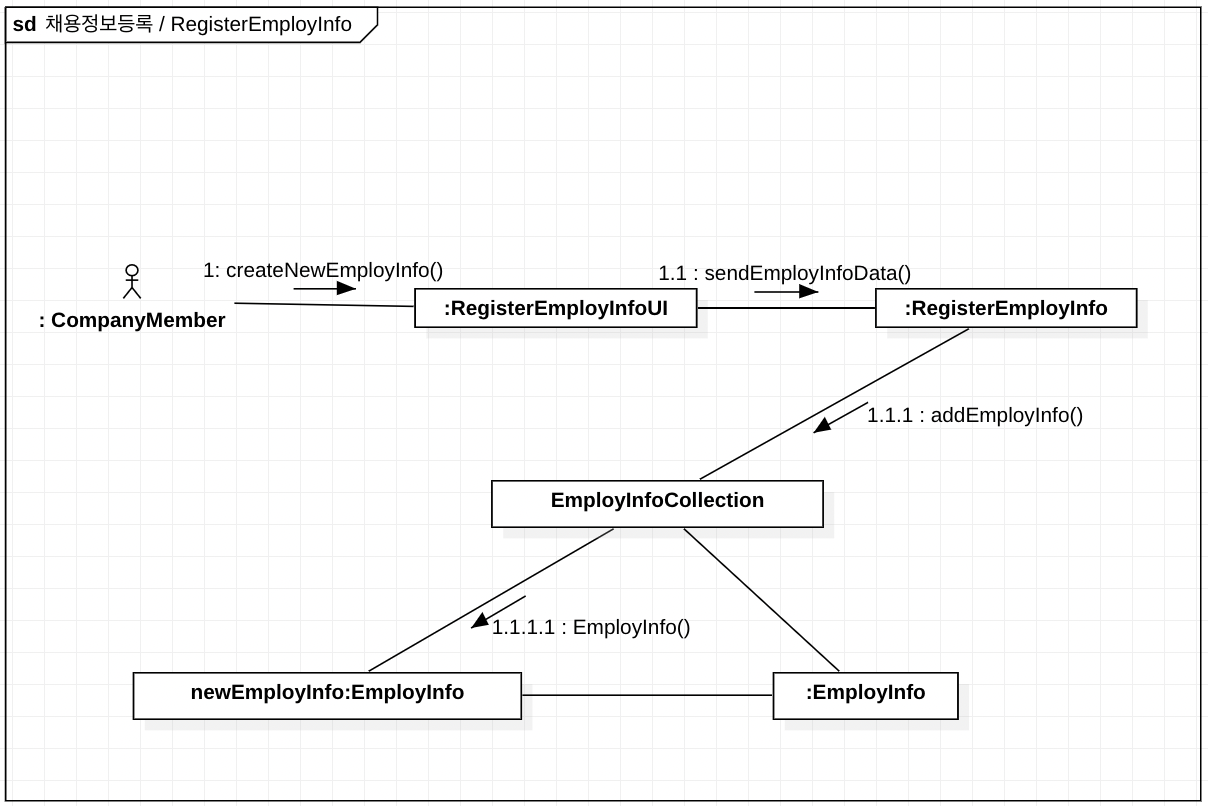 sd 채용정보등록 / RegisterEmployInfo
1: createNewEmployInfo()
1.1 : sendEmployInfoData()
: CompanyMember
:RegisterEmployInfoUI
:RegisterEmployInfo
1.1.1 : addEmployInfo()
EmployInfoCollection
1.1.1.1 : EmployInfo()
newEmployInfo:EmployInfo
:EmployInfo